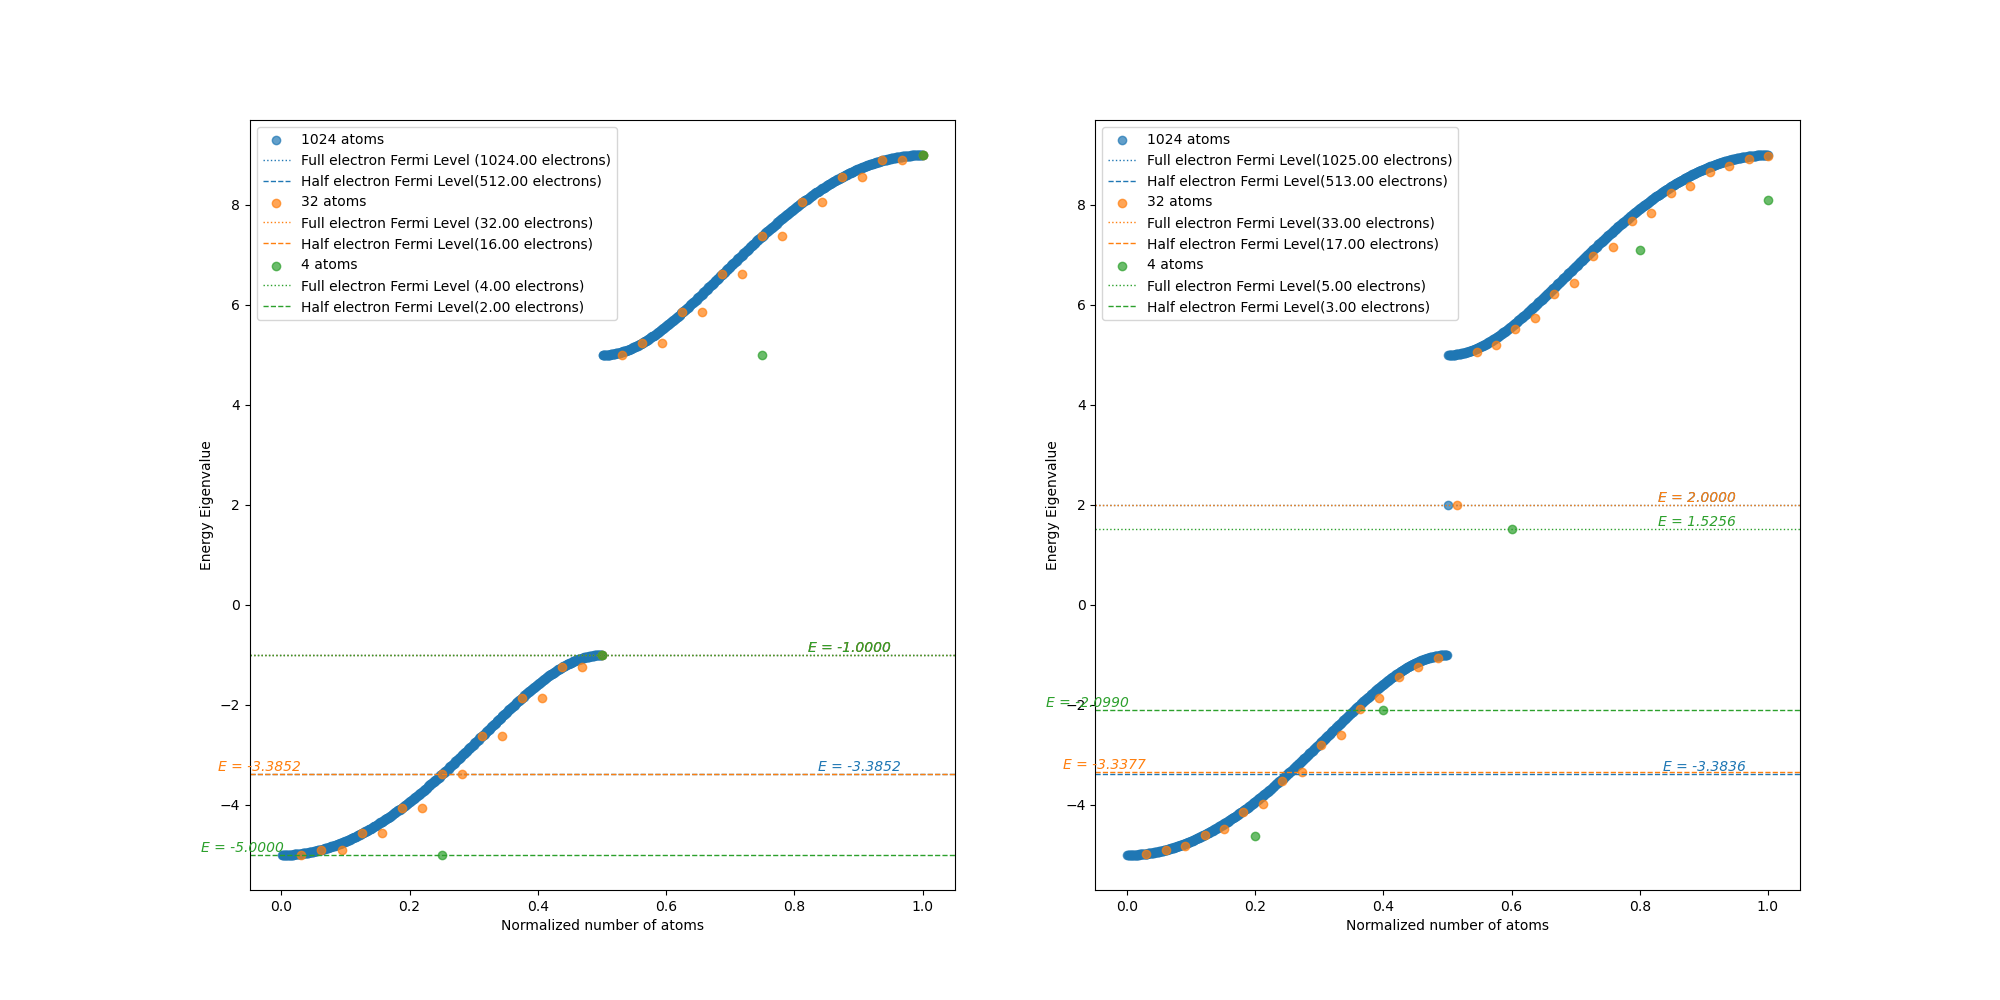 1024 atoms
Full electron Fermi Level (1024.00 electrons)
Half electron Fermi Level(512.00 electrons)
32 atoms
Full electron Fermi Level (32.00 electrons)
Half electron Fermi Level(16.00 electrons)
4 atoms
Full electron Fermi Level (4.00 electrons)
Half electron Fermi Level(2.00 electrons)
8
6
4
2
0
−2
−4
Energy Eigenvalue
E = -1.0000
E = -3.3852
E = -3.3852
E = -5.0000
0.0 0.2 0.4 0.6 0.8 1.0
Normalized number of atoms
1024 atoms
Full electron Fermi Level(1025.00 electrons)
Half electron Fermi Level(513.00 electrons)
32 atoms
Full electron Fermi Level(33.00 electrons)
Half electron Fermi Level(17.00 electrons)
4 atoms
Full electron Fermi Level(5.00 electrons)
Half electron Fermi Level(3.00 electrons)
8
6
4
2
0
−2
−4
Energy Eigenvalue
E = 2.0000
E = 1.5256
E = -2.0990
E = -3.3377
E = -3.3836
0.0 0.2 0.4 0.6 0.8 1.0
Normalized number of atoms